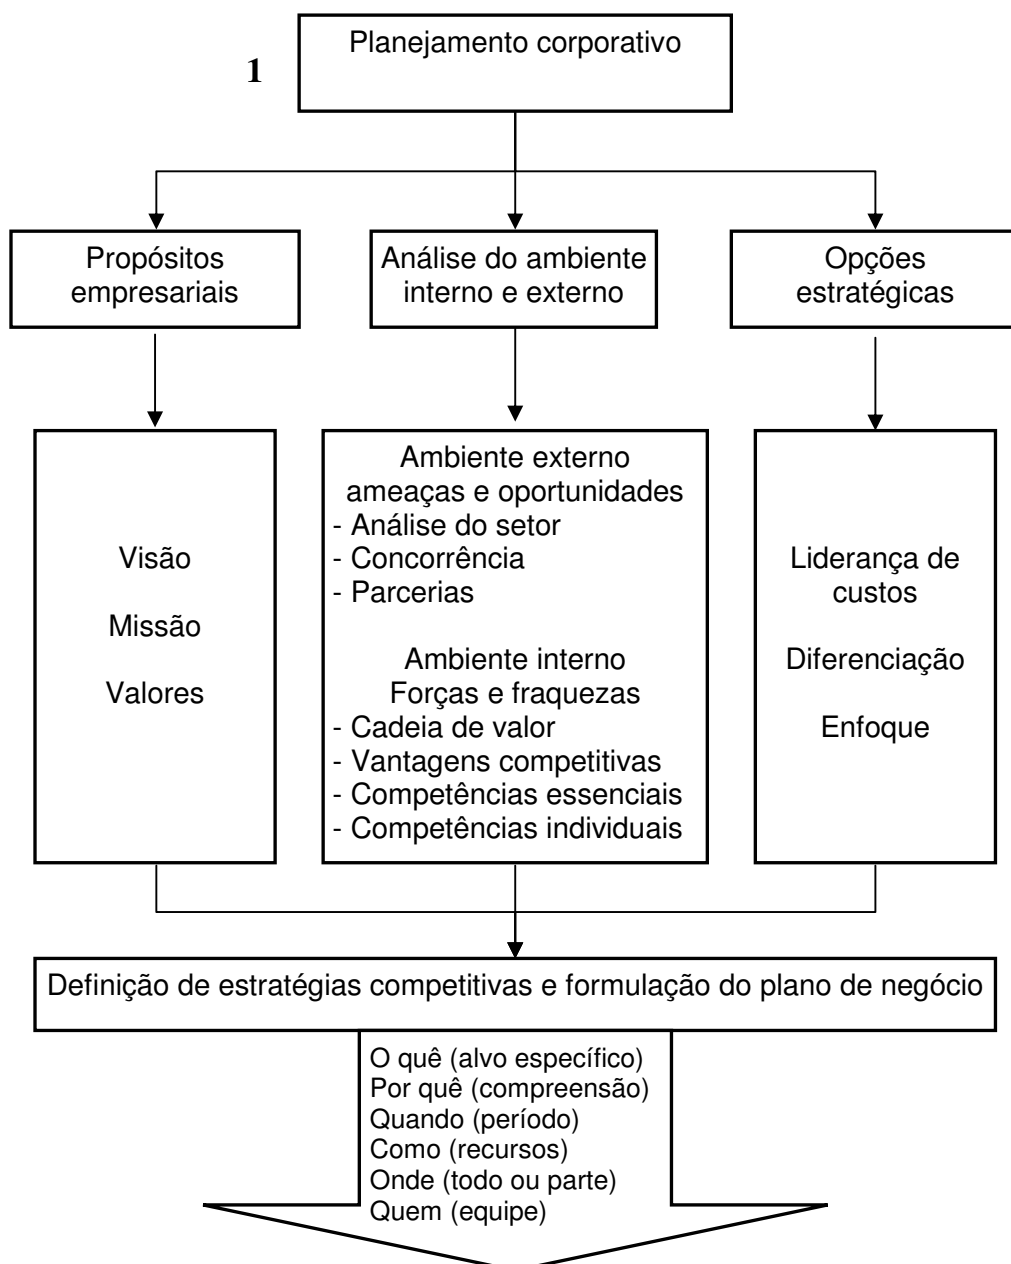 Planejamento corporativo
1
Propósitos
empresariais
Análise do ambiente
interno e externo
Opções
estratégicas
Visão
Missão
Valores
Ambiente externo
ameaças e oportunidades
- Análise do setor
- Concorrência
- Parcerias
Ambiente interno
Forças e fraquezas
- Cadeia de valor
- Vantagens competitivas
- Competências essenciais
- Competências individuais
Liderança de
custos
Diferenciação
Enfoque
Definição de estratégias competitivas e formulação do plano de negócio
O quê (alvo específico)
Por quê (compreensão)
Quando (período)
Como (recursos)
Onde (todo ou parte)
Quem (equipe)